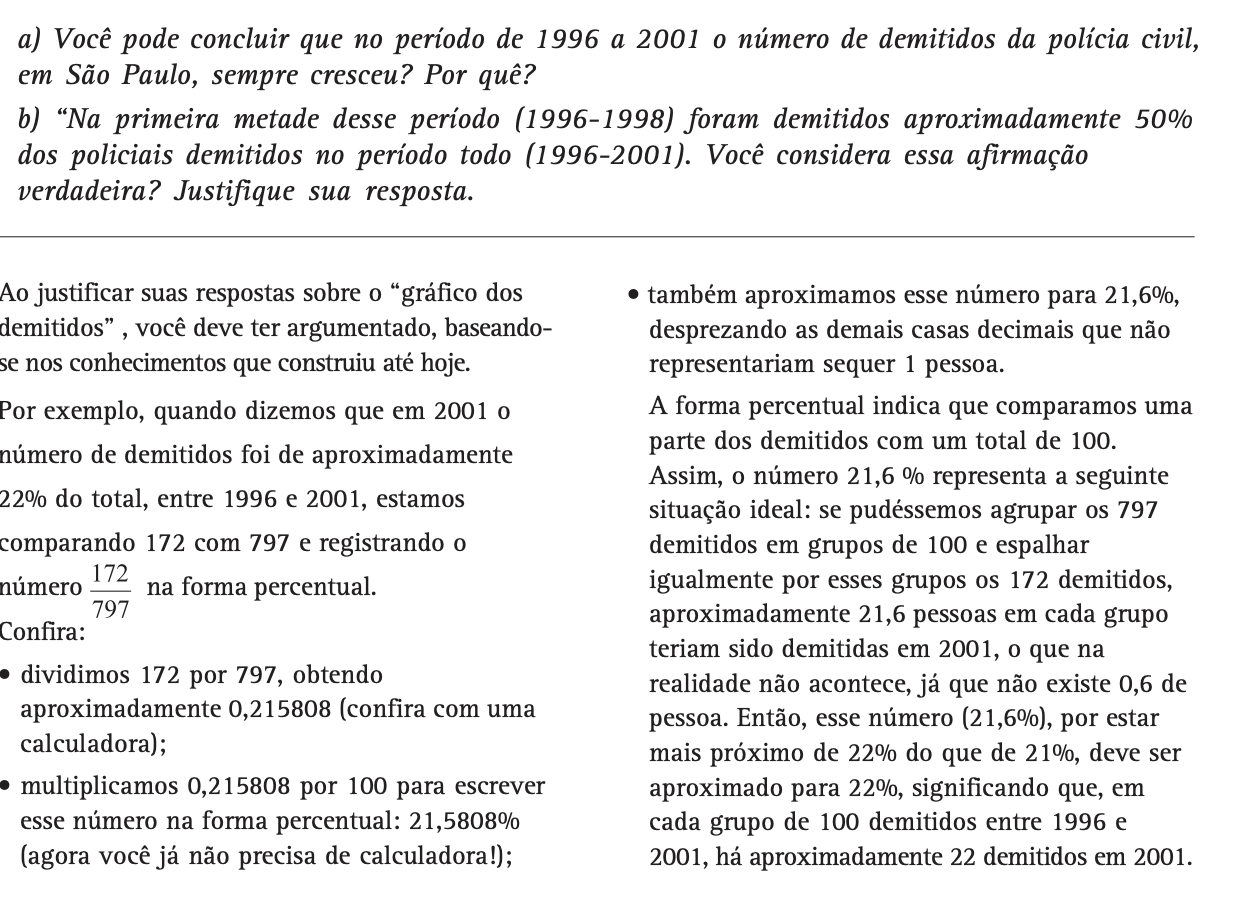 a) Você pode concluir que no período de 1996 a 2001 o número de demitidos da polícia civil,
em São Paulo, sempre cresceu? Por quê?
b) “Na primeira metade desse período (1996-1998) foram demitidos aproximadamente 50%
dos policiais demitidos no período todo (1996-2001). Você considera essa afirmação
verdadeira? Justifique sua resposta.
Ao justificar suas respostas sobre o “gráfico dos
demitidos” , você deve ter argumentado, baseando-
se nos conhecimentos que construiu até hoje.
Por exemplo, quando dizemos que em 2001 o
número de demitidos foi de aproximadamente
22% do total, entre 1996 e 2001, estamos
comparando 172 com 797 e registrando o
número 172/797 na forma percentual.
Confira:
• dividimos 172 por 797, obtendo
aproximadamente 0,215808 (confira com uma
calculadora);
• multiplicamos 0,215808 por 100 para escrever
esse número na forma percentual: 21,5808%
(agora você já não precisa de calculadora!);
• também aproximamos esse número para 21,6%,
desprezando as demais casas decimais que não
representariam sequer 1 pessoa.
A forma percentual indica que comparamos uma
parte dos demitidos com um total de 100.
Assim, o número 21,6 % representa a seguinte
situação ideal: se pudéssemos agrupar os 797
demitidos em grupos de 100 e espalhar
igualmente por esses grupos os 172 demitidos,
aproximadamente 21,6 pessoas em cada grupo
teriam sido demitidas em 2001, o que na
realidade não acontece, já que não existe 0,6 de
pessoa. Então, esse número (21,6%), por estar
mais próximo de 22% do que de 21%, deve ser
aproximado para 22%, significando que, em
cada grupo de 100 demitidos entre 1996 e
2001, há aproximadamente 22 demitidos em 2001.